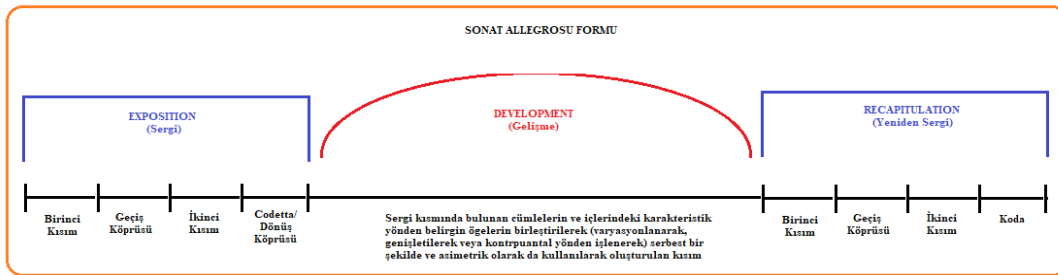 SONAT ALLEGROSU FORMU
EXPOSITION
(Sergi)
DEVELOPMENT
(Gelişme)
RECAPITULATION
(Yeniden Sergi)
Birinci
Kısım
Geçiş
Köprüsü
İkinci
Kısım
Codetta/
Dönüş
Köprüsü
Sergi kısmında bulunan cümlelerin ve içlerindeki karakteristik
yönden belirgin ögelerin birleştirilerek (varyasyonlanarak,
genişletilerek veya kontrpuantal yönden işlenerek) serbest bir
şekilde ve asimetrik olarak da kullanılarak oluşturulan kısım
Birinci
Kısım
Geçiş
Köprüsü
İkinci
Kısım
Koda